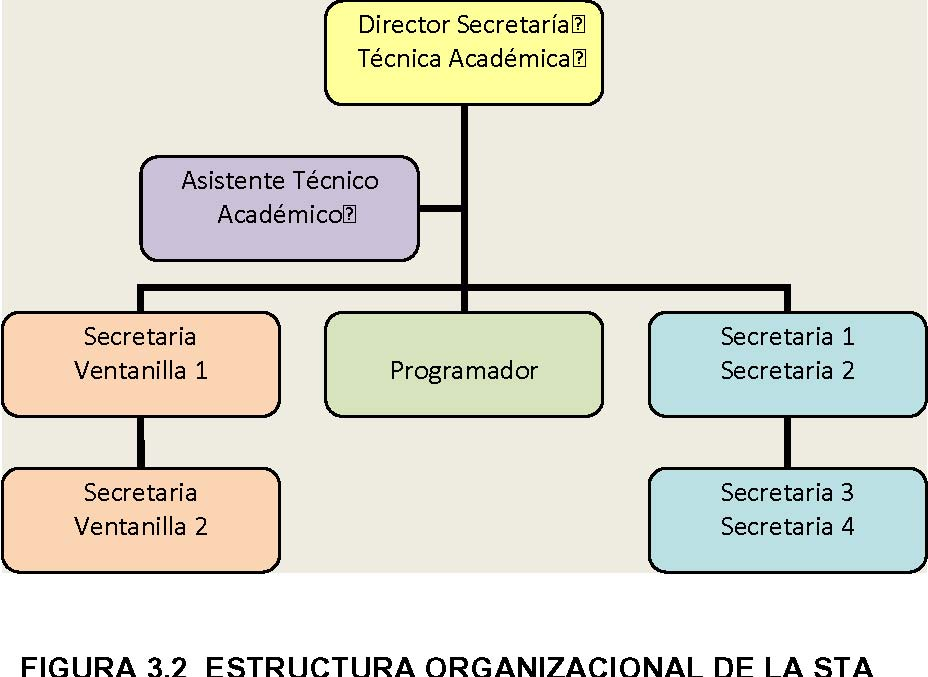 Director Secretaría⍰
Técnica Académica⍰
Asistente Técnico
Académico⍰
Secretaria
Ventanilla 1
Programador
Secretaria 1
Secretaria 2
Secretaria
Ventanilla 2
Secretaria 3
Secretaria 4
FIGURA 3.2 ESTRUCTURA ORGANIZACIONAL DE LA STA